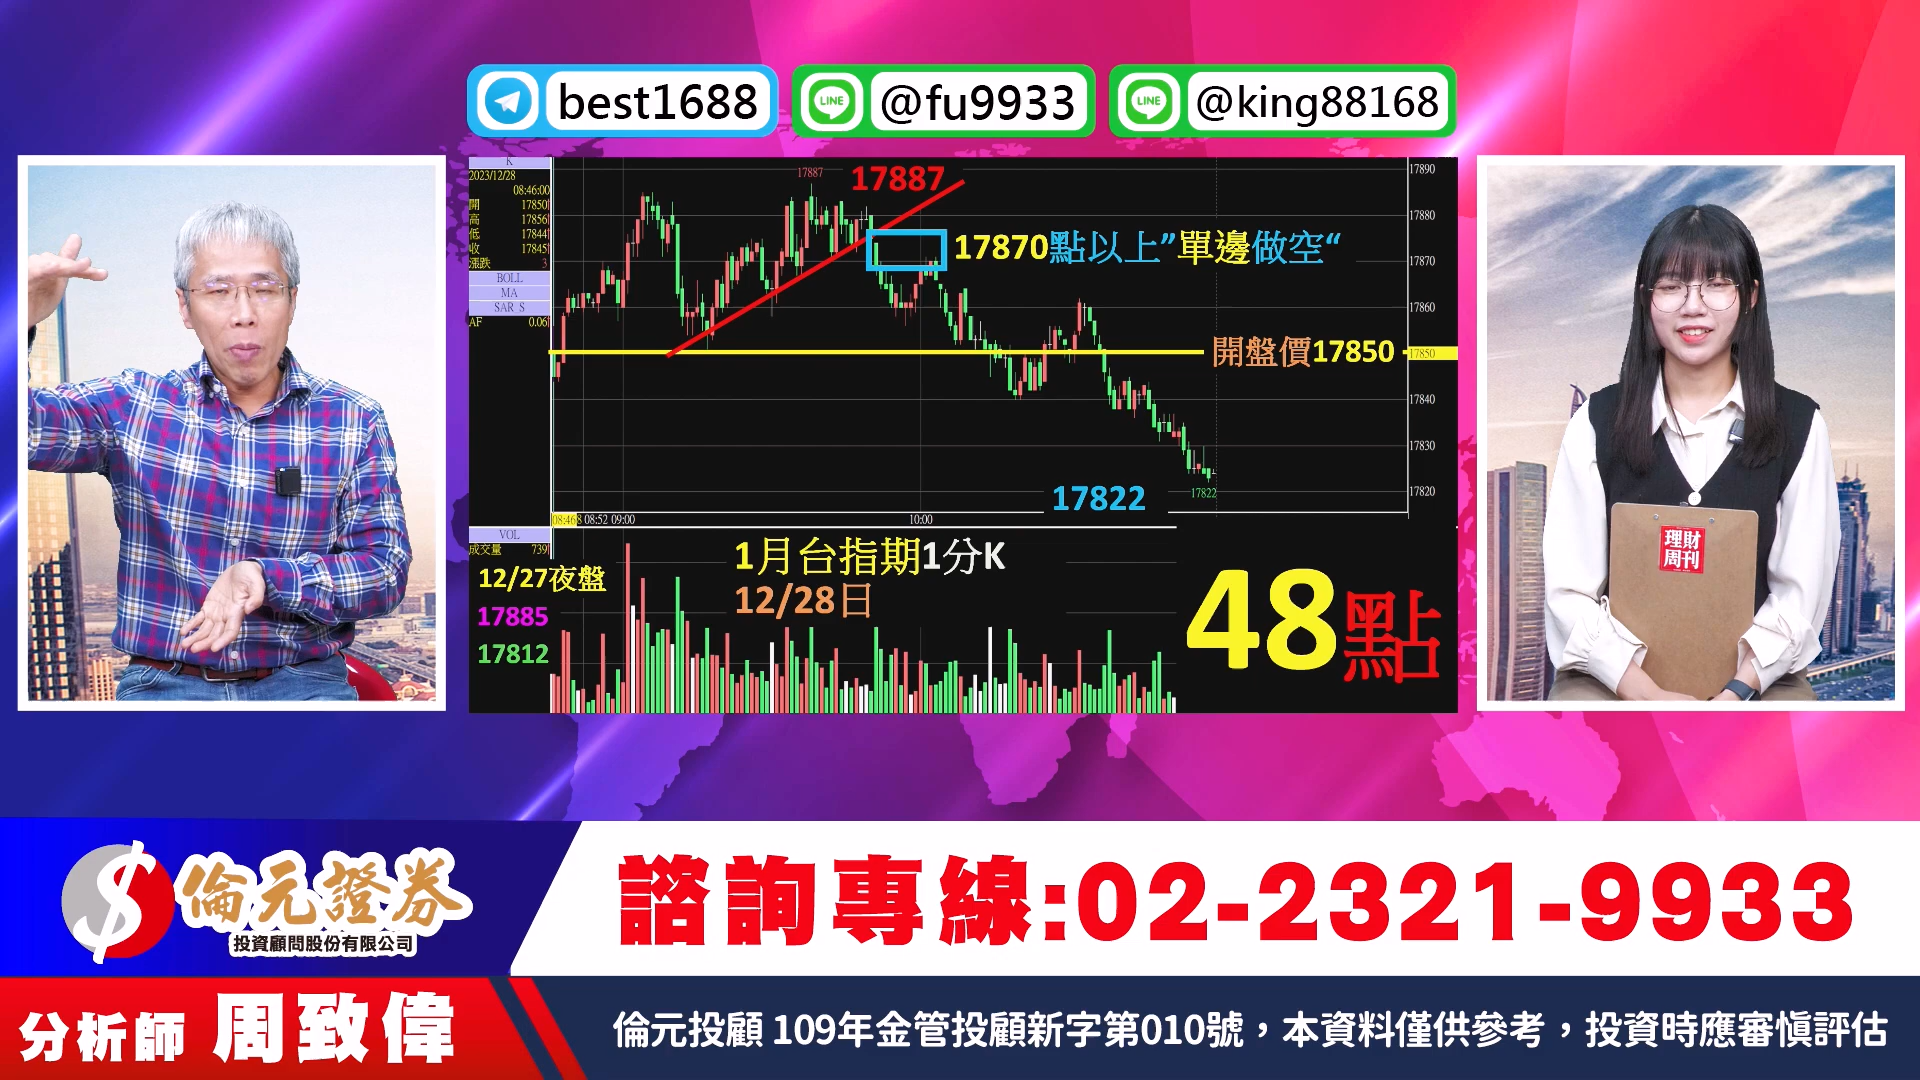 best1688
LINE @fu9933
LINE @king88168
K
2023/12/28
08:46:00
開 17850
高 17856
低 17844
收 17845
漲跌 3
BOLL
MA
SAR S
AF 0.06
17887
17887
17870點以上”單邊做空“
開盤價17850
17822
17822
17890
17880
17870
17860
17850
17840
17830
17820
08:46 08:52 09:00 10:00
VOL
成交量 739
12/27夜盤
17885
17812
1月台指期1分K
12/28日
48點
理財
周刊
倫元證券
投資顧問股份有限公司
諮詢專線:02-2321-9933
分析師 周致偉
倫元投顧 109年金管投顧新字第010號，本資料僅供參考，投資時應審慎評估